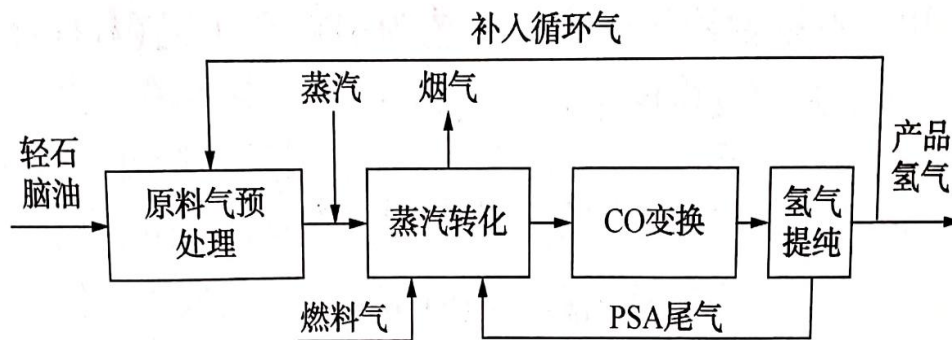 补入循环气
蒸汽
烟气
轻石
脑油
产品
氢气
原料气预
处理
蒸汽转化
CO变换
氢气
提纯
燃料气
PSA尾气